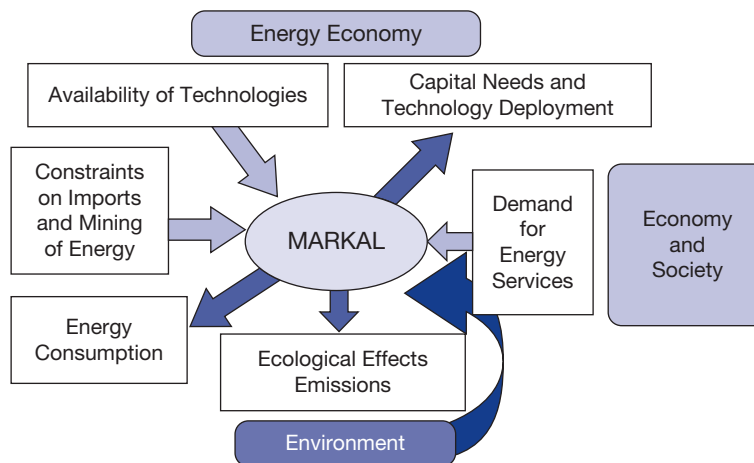 Energy Economy
Availability of Technologies
Capital Needs and
Technology Deployment
Constraints
on Imports
and Mining
of Energy
MARKAL
Demand
for
Energy
Services
Economy
and
Society
Energy
Consumption
Ecological Effects
Emissions
Environment